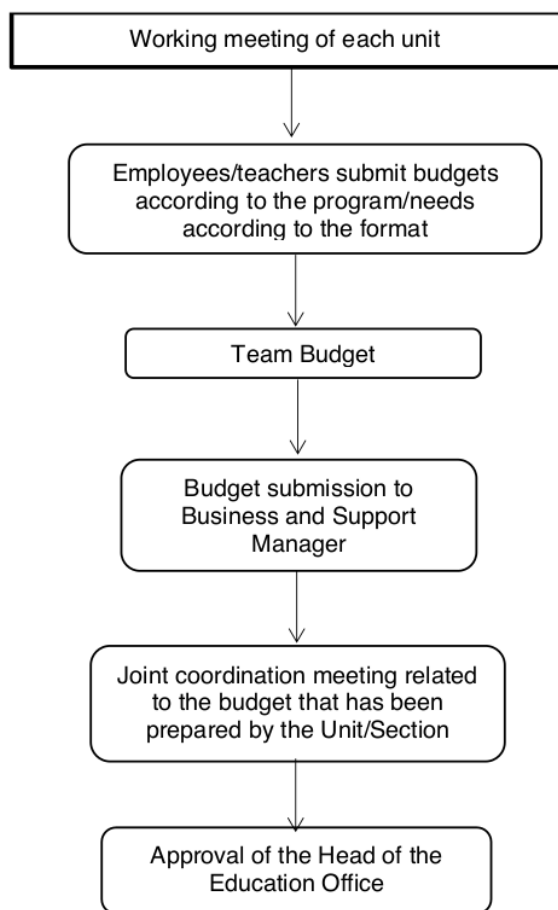 Working meeting of each unit
Employees/teachers submit budgets
according to the program/needs
according to the format
Team Budget
Budget submission to
Business and Support
Manager
Joint coordination meeting related
to the budget that has been
prepared by the Unit/Section
Approval of the Head of the
Education Office